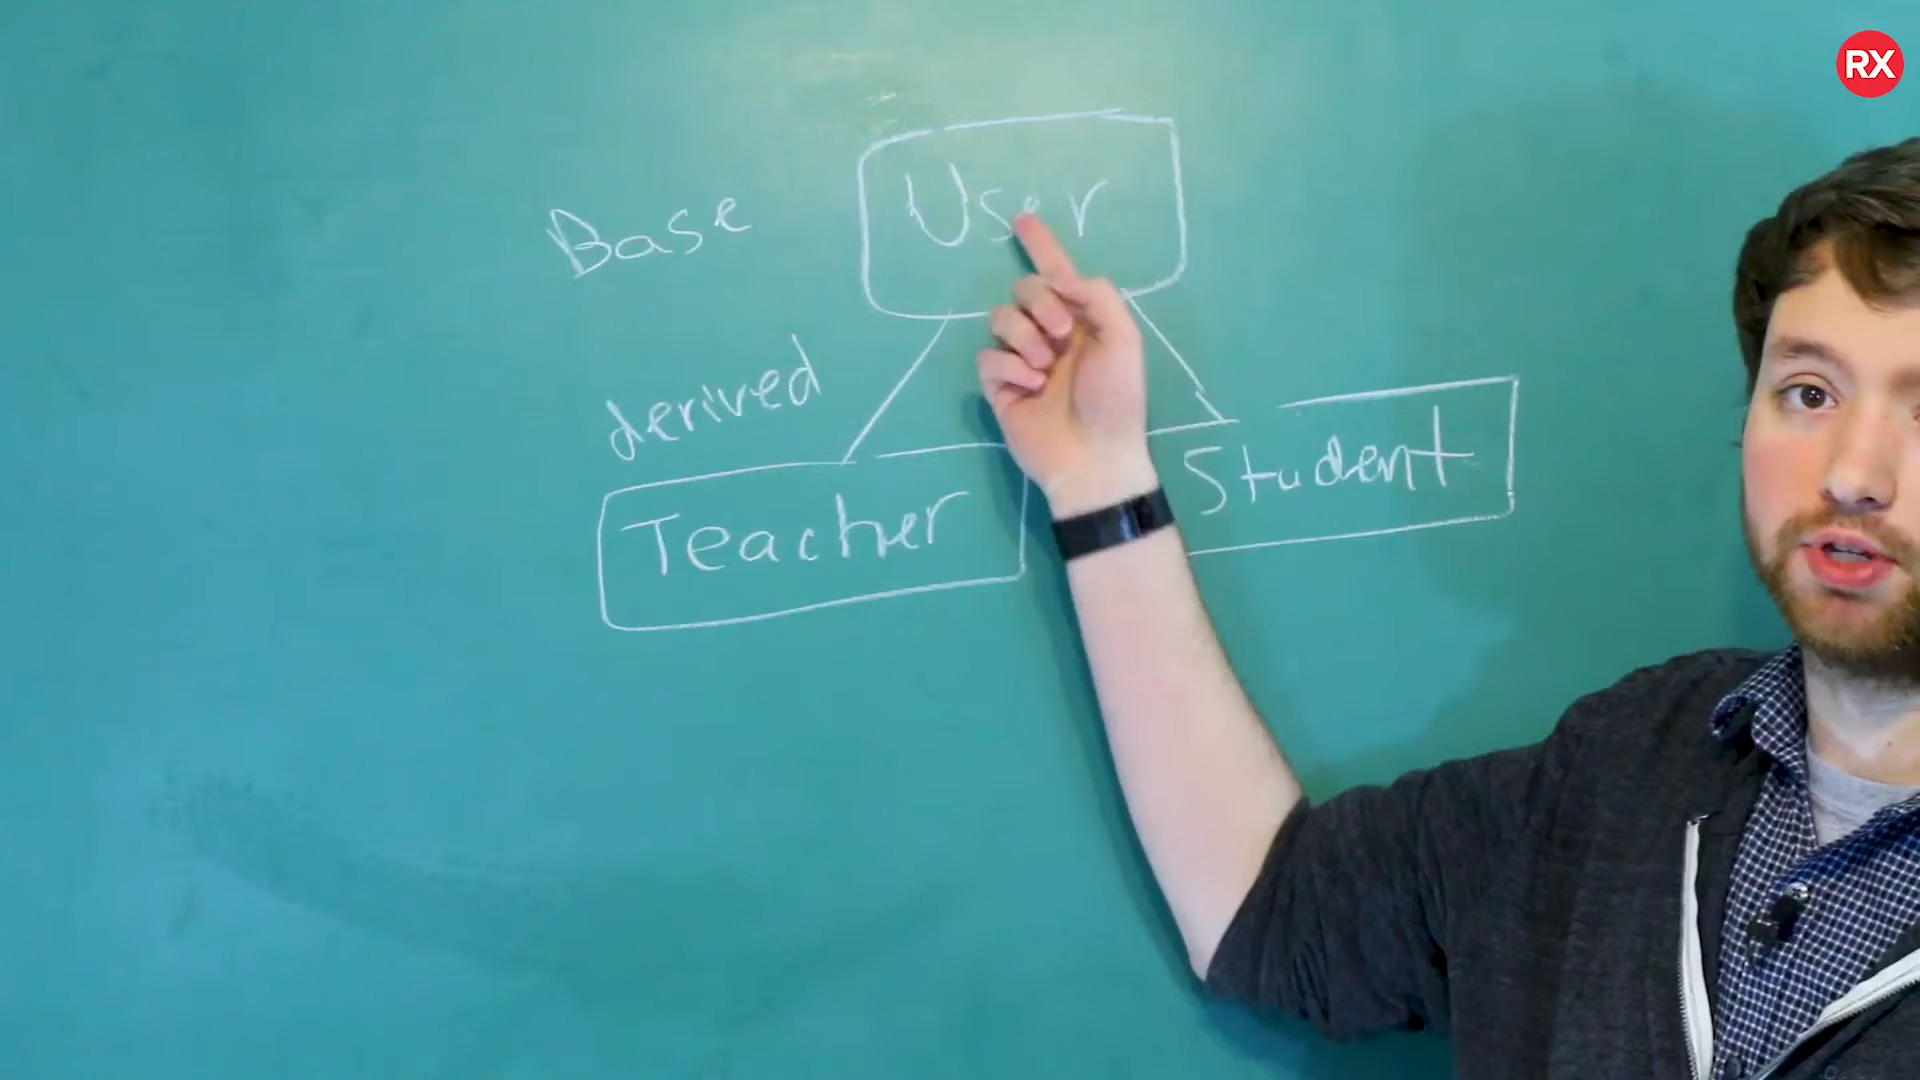 RX
User
Base
derived
Teacher
Student